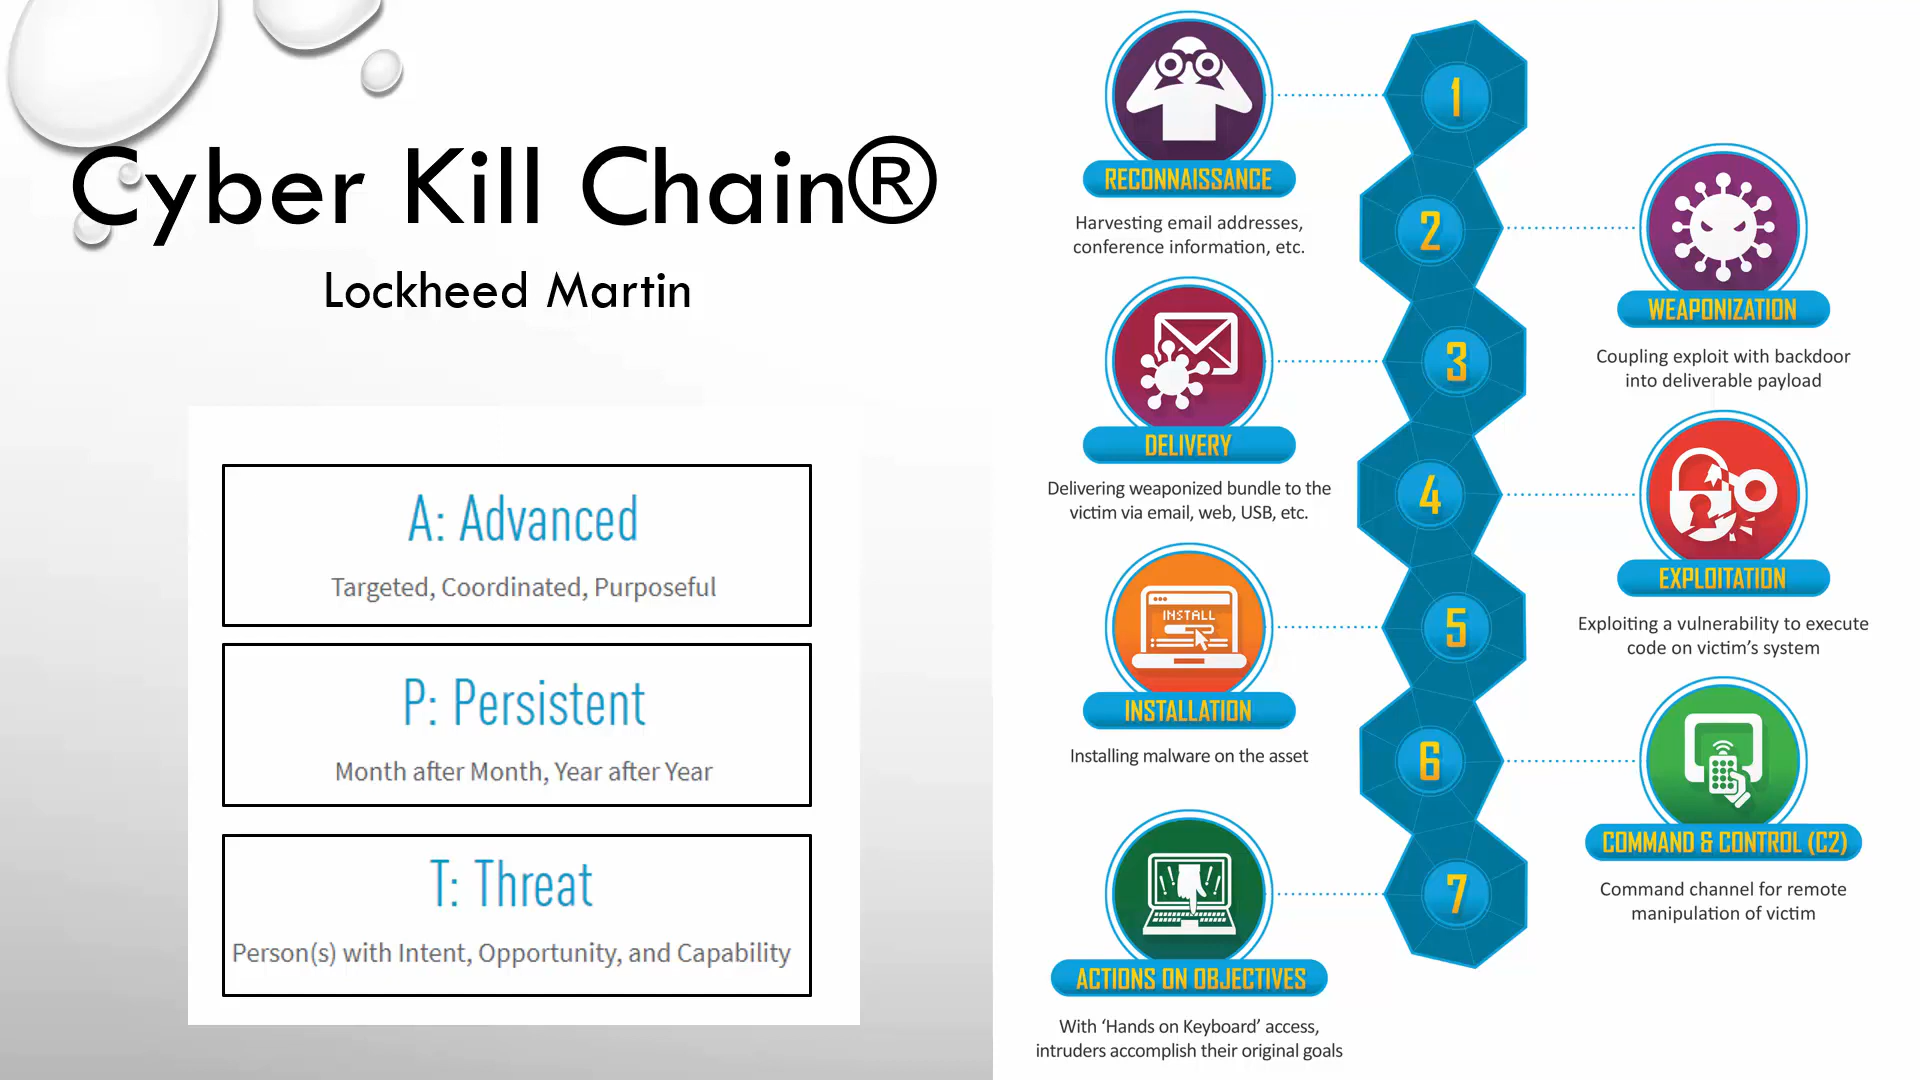 Cyber Kill Chain®
Lockheed Martin
A: Advanced
Targeted, Coordinated, Purposeful
P: Persistent
Month after Month, Year after Year
T: Threat
Person(s) with Intent, Opportunity, and Capability
1
RECONNAISSANCE
Harvesting email addresses,
conference information, etc.
2
WEAPONIZATION
Coupling exploit with backdoor
into deliverable payload
3
DELIVERY
Delivering weaponized bundle to the
victim via email, web, USB, etc.
4
EXPLOITATION
Exploiting a vulnerability to execute
code on victim's system
5
INSTALL
INSTALLATION
Installing malware on the asset
6
COMMAND & CONTROL (C2)
Command channel for remote
manipulation of victim
7
ACTIONS ON OBJECTIVES
With ‘Hands on Keyboard’ access,
intruders accomplish their original goals